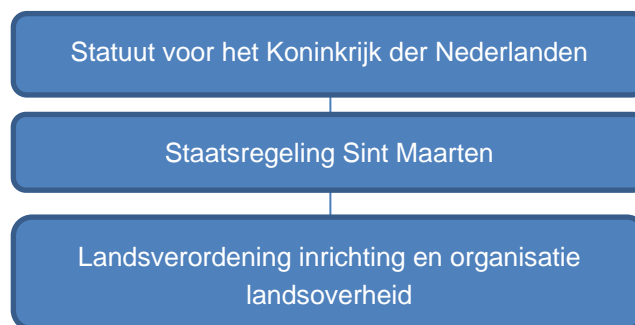 Statuut voor het Koninkrijk der Nederlanden
Staatsregeling Sint Maarten
Landsverordening inrichting en organisatie
landsoverheid